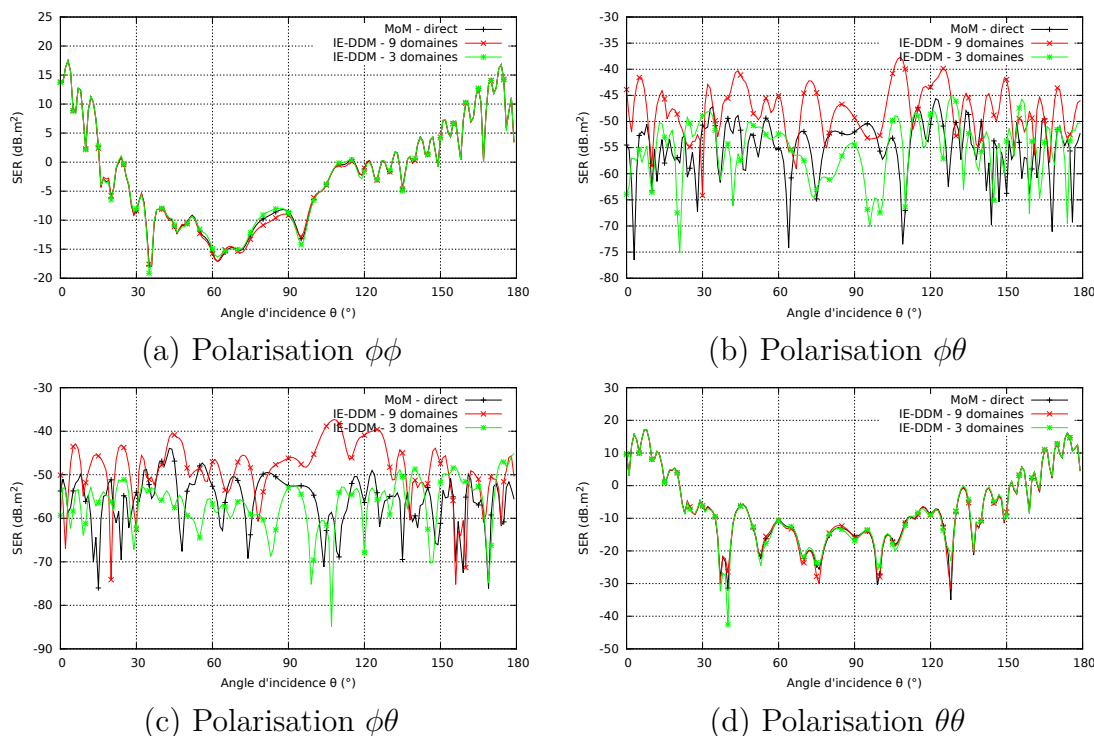 25
20
15
10
5
0
-5
-10
-15
-20
SER (dB.m²)
0 30 60 90 120 150 180
Angle d'incidence θ (°)
MoM - direct
IE-DDM - 9 domaines
IE-DDM - 3 domaines
(a) Polarisation ϕϕ
-30
-35
-40
-45
-50
-55
-60
-65
-70
-75
-80
SER (dB.m²)
0 30 60 90 120 150 180
Angle d'incidence θ (°)
MoM - direct
IE-DDM - 9 domaines
IE-DDM - 3 domaines
(b) Polarisation ϕθ
-30
-40
-50
-60
-70
-80
-90
SER (dB.m²)
0 30 60 90 120 150 180
Angle d'incidence θ (°)
MoM - direct
IE-DDM - 9 domaines
IE-DDM - 3 domaines
(c) Polarisation ϕθ
30
20
10
0
-10
-20
-30
-40
-50
SER (dB.m²)
0 30 60 90 120 150 180
Angle d'incidence θ (°)
MoM - direct
IE-DDM - 9 domaines
IE-DDM - 3 domaines
(d) Polarisation θθ